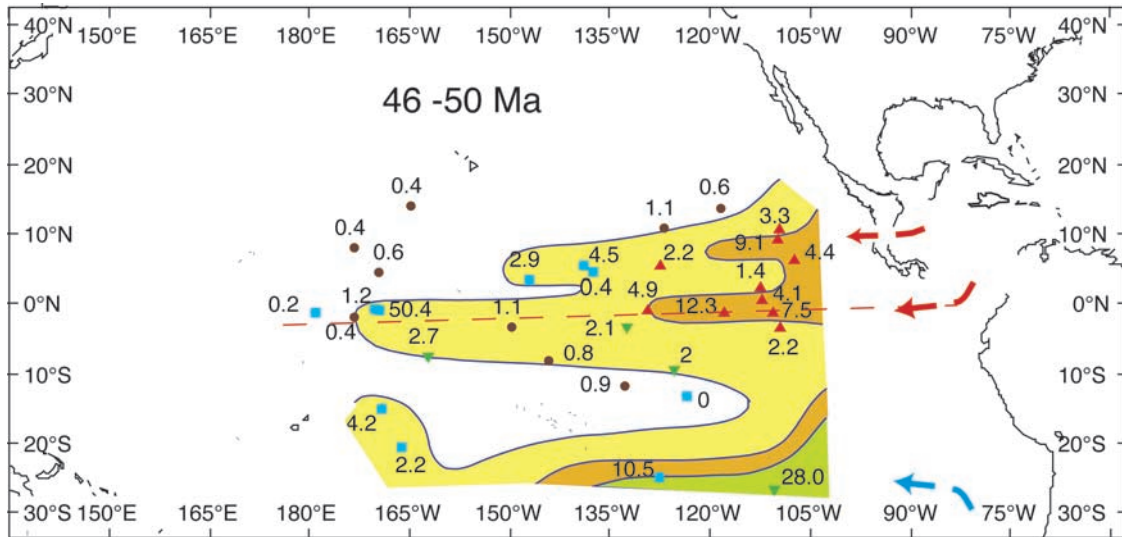 40°N 150°E 165°E 180°E 165°W 150°W 135°W 120°W 105°W 90°W 75°W 40°N
46 -50 Ma
30°N 30°N
20°N 20°N
0.4 0.6
1.1 3.3
10°N 0.4 9.1 10°N
0.6 2.9 4.5 2.2 4.4
1.4
0.4 4.9 4.1
0°N 0.2 1.2 50.4 1.1 12.3 7.5 0°N
0.4 2.7 2.1 2.2
10°S 0.8 2 10°S
0.9 0
4.2
20°S 2.2 10.5 28.0 20°S
30°S 150°E 165°E 180°E 165°W 150°W 135°W 120°W 105°W 90°W 75°W 30°S